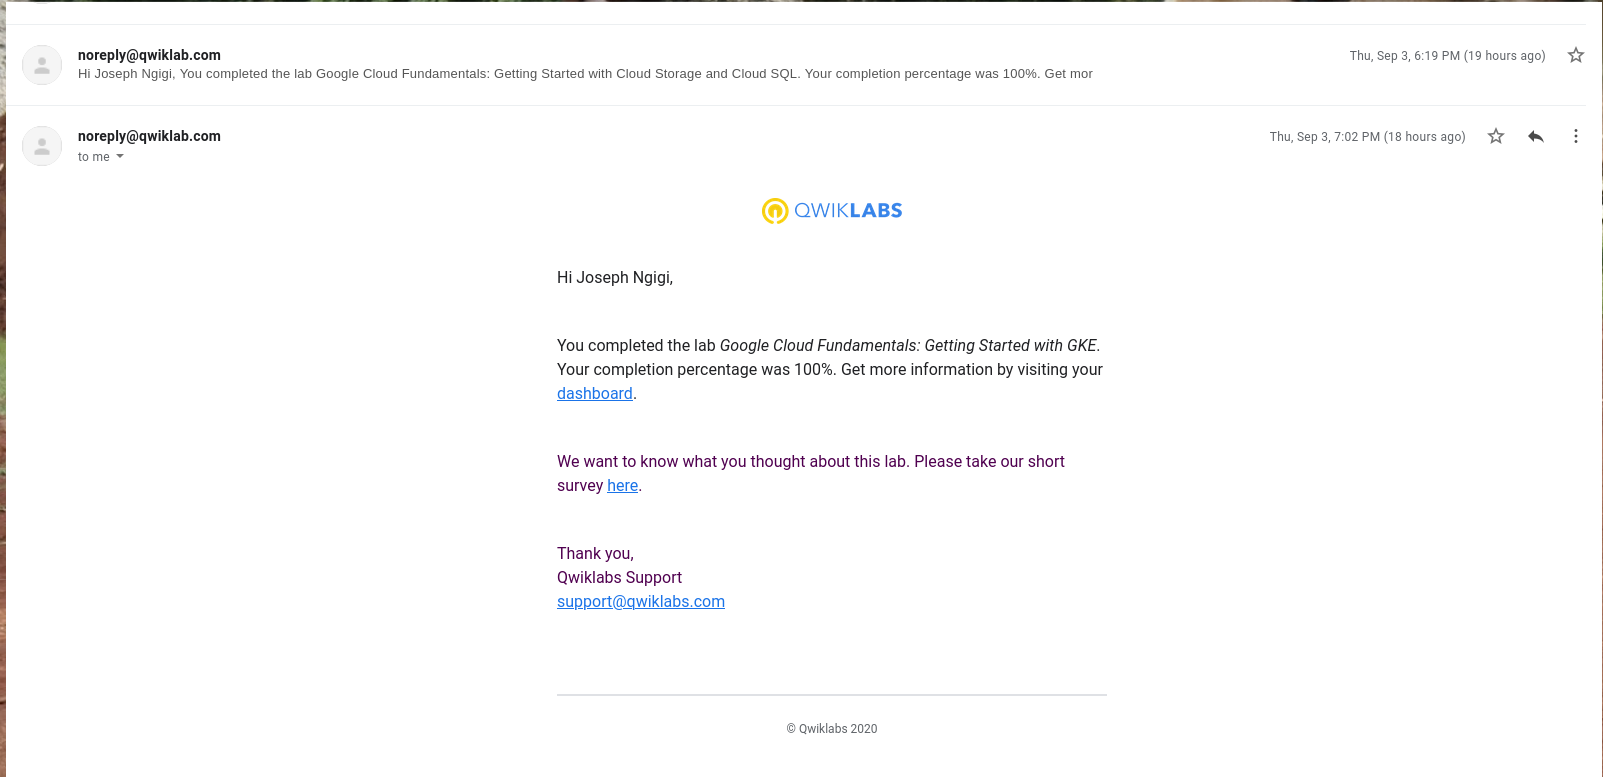 noreply@qwiklab.com
Thu, Sep 3, 6:19 PM (19 hours ago)
Hi Joseph Ngigi, You completed the lab Google Cloud Fundamentals: Getting Started with Cloud Storage and Cloud SQL. Your completion percentage was 100%. Get mor
noreply@qwiklab.com
Thu, Sep 3, 7:02 PM (18 hours ago)
to me
QWIKLABS
Hi Joseph Ngigi,
You completed the lab Google Cloud Fundamentals: Getting Started with GKE.
Your completion percentage was 100%. Get more information by visiting your
dashboard.
We want to know what you thought about this lab. Please take our short
survey here.
Thank you,
Qwiklabs Support
support@qwiklabs.com
© Qwiklabs 2020